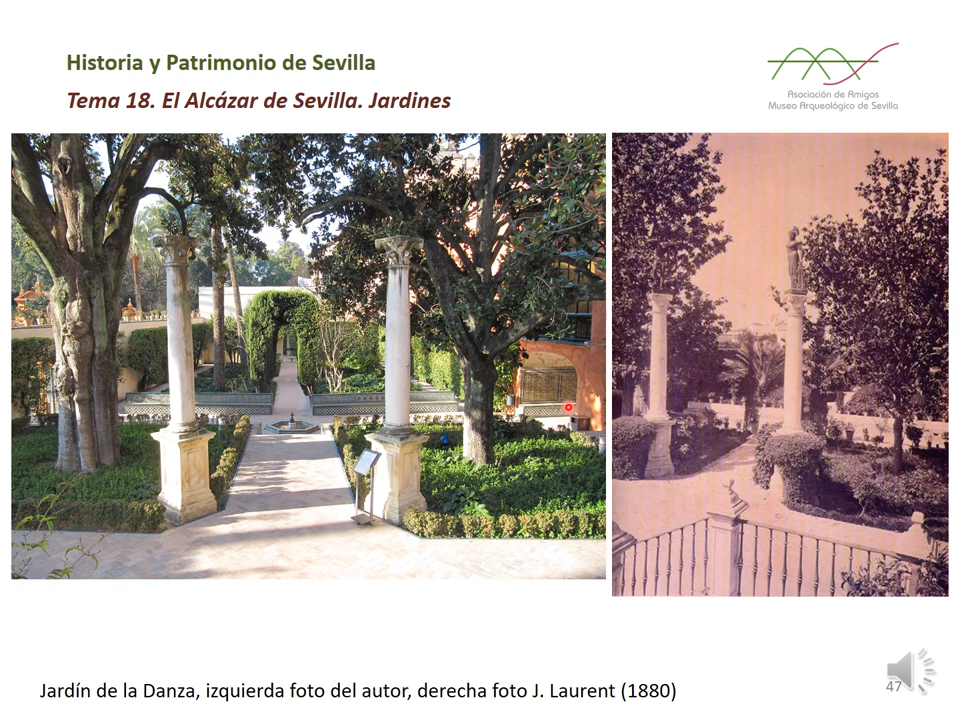 Historia y Patrimonio de Sevilla
Tema 18. El Alcázar de Sevilla. Jardines
Asociación de Amigos
Museo Arqueológico de Sevilla
Jardín de la Danza, izquierda foto del autor, derecha foto J. Laurent (1880)
47